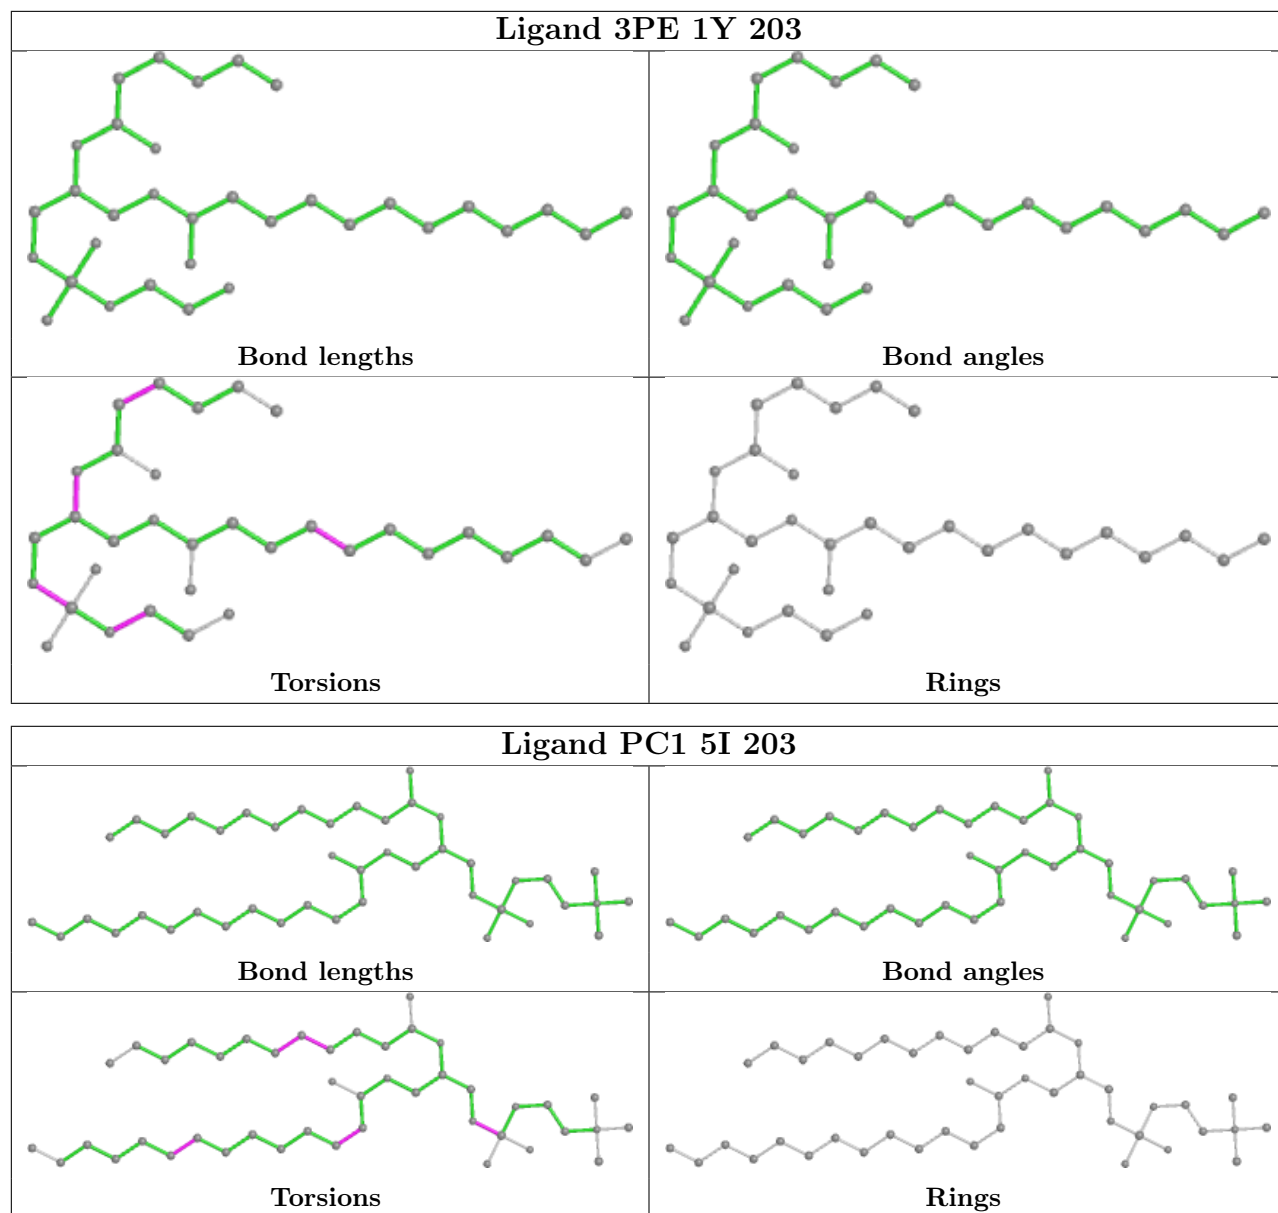 Ligand 3PE 1Y 203
Bond lengths
Bond angles
Torsions
Rings
Ligand PC1 5I 203
Bond lengths
Bond angles
Torsions
Rings